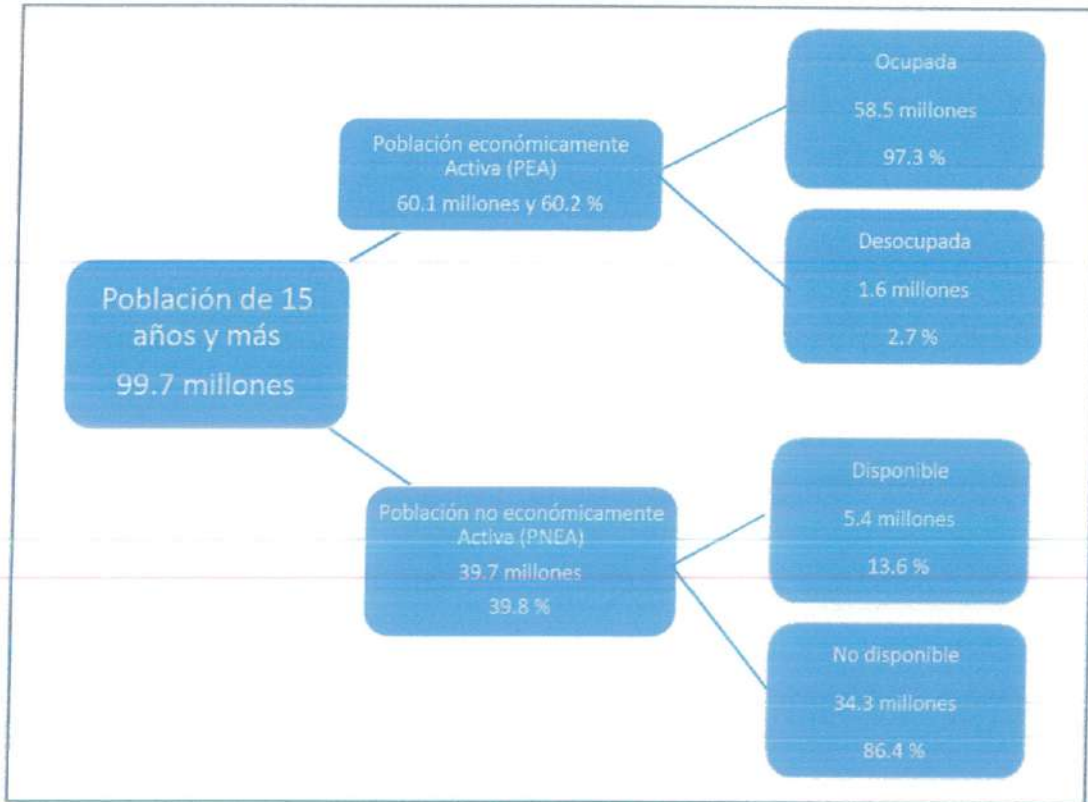 Población de 15
años y más
99.7 millones
Población económicamente
Activa (PEA)
60.1 millones y 60.2 %
Ocupada
58.5 millones
97.3 %
Desocupada
1.6 millones
2.7 %
Población no económicamente
Activa (PNEA)
39.7 millones
39.8 %
Disponible
5.4 millones
13.6 %
No disponible
34.3 millones
86.4 %